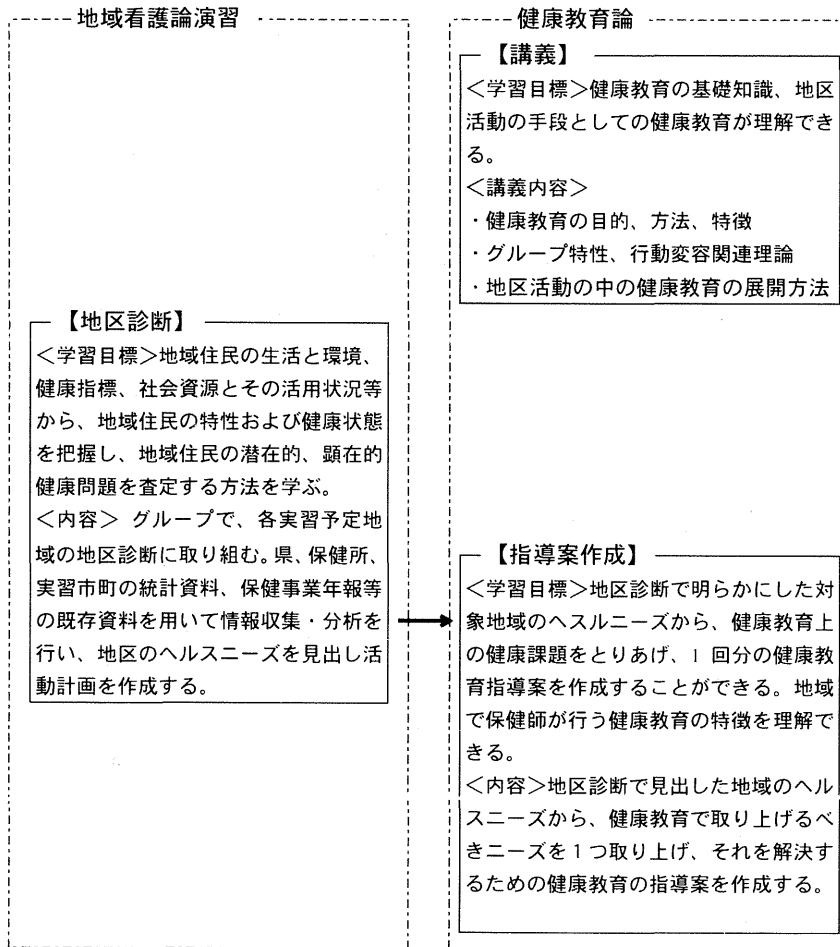 地域看護論演習
【地区診断】
＜学習目標＞地域住民の生活と環境、
健康指標、社会資源とその活用状況等
から、地域住民の特性および健康状態
を把握し、地域住民の潜在的、顕在的
健康問題を査定する方法を学ぶ。
＜内容＞ グループで、各実習予定地
域の地区診断に取り組む。県、保健所、
実習市町の統計資料、保健事業年報等
の既存資料を用いて情報収集・分析を
行い、地区のヘルスニーズを見出し活
動計画を作成する。
健康教育論
【講義】
＜学習目標＞健康教育の基礎知識、地区
活動の手段としての健康教育が理解でき
る。
＜講義内容＞
・健康教育の目的、方法、特徴
・グループ特性、行動変容関連理論
・地区活動の中の健康教育の展開方法
【指導案作成】
＜学習目標＞地区診断で明らかにした対
象地域のヘスルニーズから、健康教育上
の健康課題をとりあげ、1 回分の健康教
育指導案を作成することができる。地域
で保健師が行う健康教育の特徴を理解で
きる。
＜内容＞地区診断で見出した地域のヘル
スニーズから、健康教育で取り上げるべ
きニーズを１つ取り上げ、それを解決す
るための健康教育の指導案を作成する。